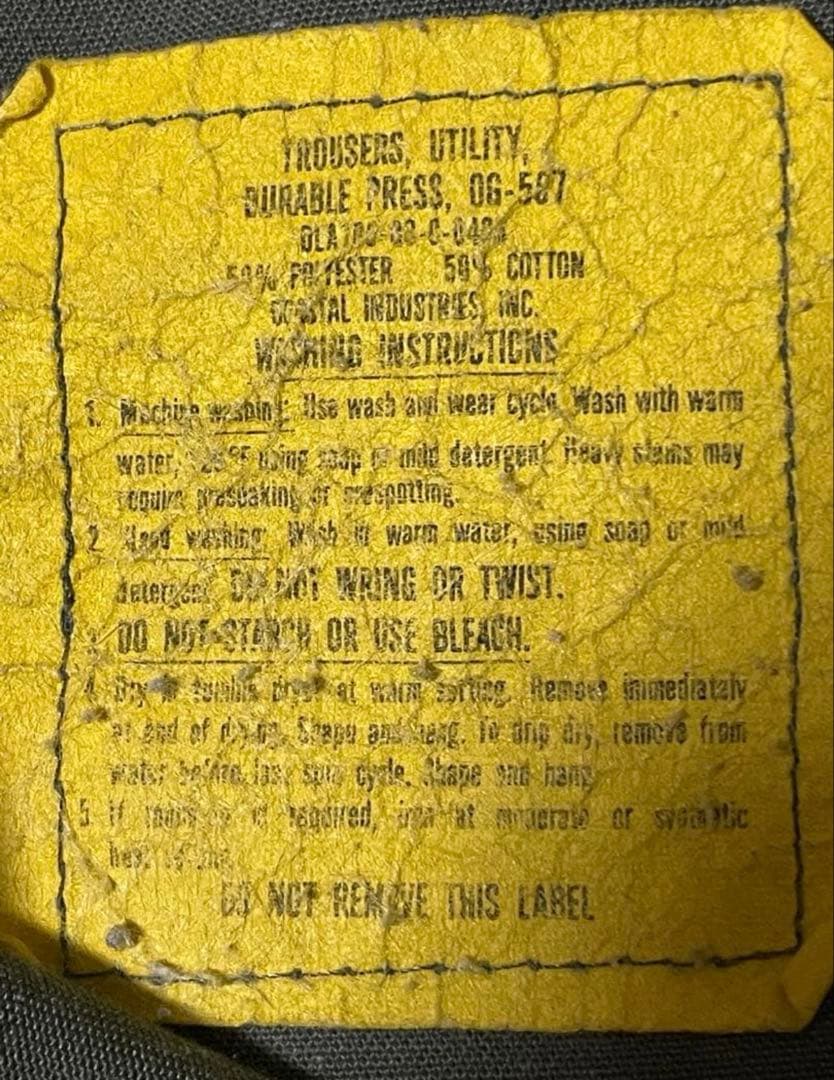 TROUSERS, UTILITY,
DURABLE PRESS, OG-507
50% POLYESTER 50% COTTON
COASTAL INDUSTRIES, INC.
WASHING INSTRUCTIONS
1. Machine washing: Use wash and wear cycle. Wash with warm
water, using soap or mild detergent. Heavy stains may
require presoaking or prespotting.
2. Hand washing: Wash in warm water, using soap or mild
detergent. DO NOT WRING OR TWIST.
3. DO NOT STARCH OR USE BLEACH.
4. Dry in tumble dryer at warm setting. Remove immediately
at end of drying. Shape and hang. To drip dry, remove from
water before last spin cycle. Shape and hang.
5. If is required, iron at moderate or synthetic
heat setting.
DO NOT REMOVE THIS LABEL